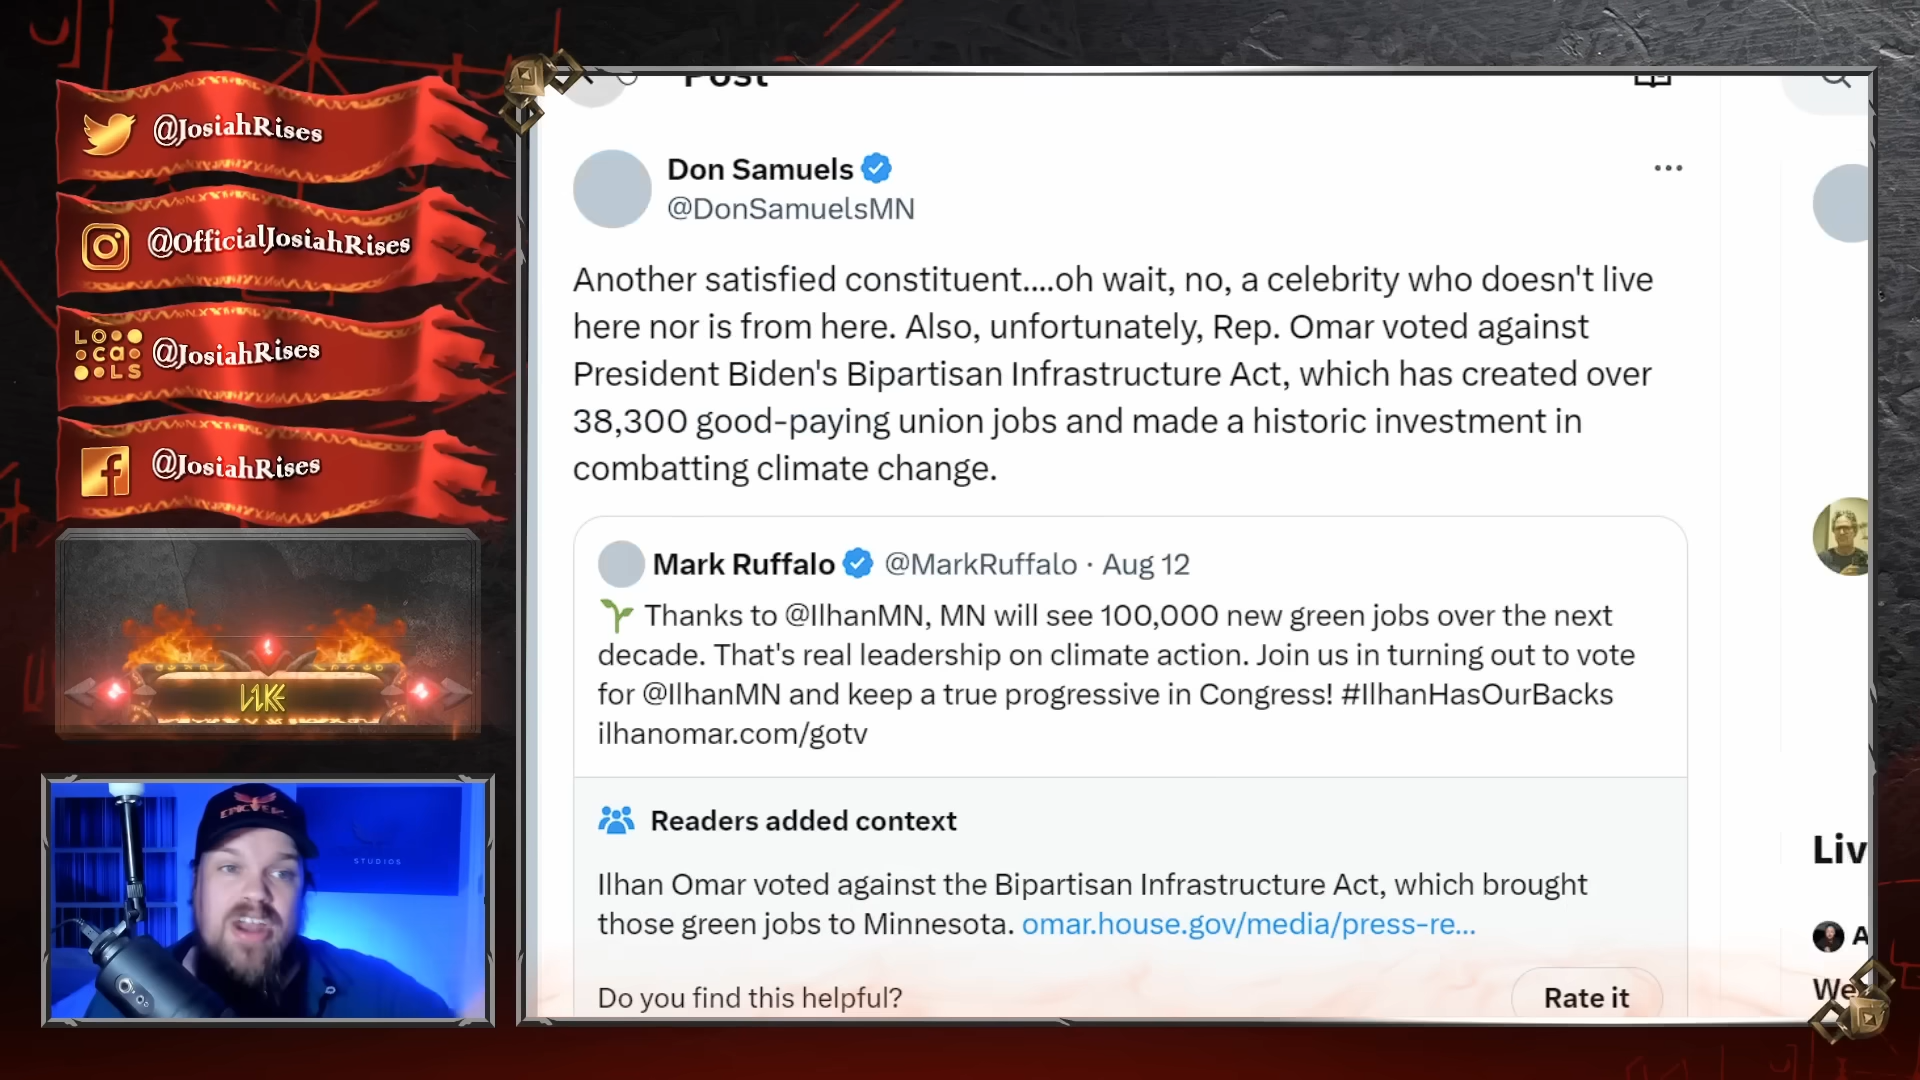 @JosiahRises
@OfficialJosiahRises
LOCALS
@JosiahRises
@JosiahRises
LIKE
STUDIOS
Post
Don Samuels
@DonSamuelsMN
Another satisfied constituent....oh wait, no, a celebrity who doesn't live
here nor is from here. Also, unfortunately, Rep. Omar voted against
President Biden's Bipartisan Infrastructure Act, which has created over
38,300 good-paying union jobs and made a historic investment in
combatting climate change.
Mark Ruffalo @MarkRuffalo · Aug 12
🌱 Thanks to @IlhanMN, MN will see 100,000 new green jobs over the next
decade. That's real leadership on climate action. Join us in turning out to vote
for @IlhanMN and keep a true progressive in Congress! #IlhanHasOurBacks
ilhanomar.com/gotv
Readers added context
Ilhan Omar voted against the Bipartisan Infrastructure Act, which brought
those green jobs to Minnesota. omar.house.gov/media/press-re...
Do you find this helpful?
Rate it
Liv
A
We